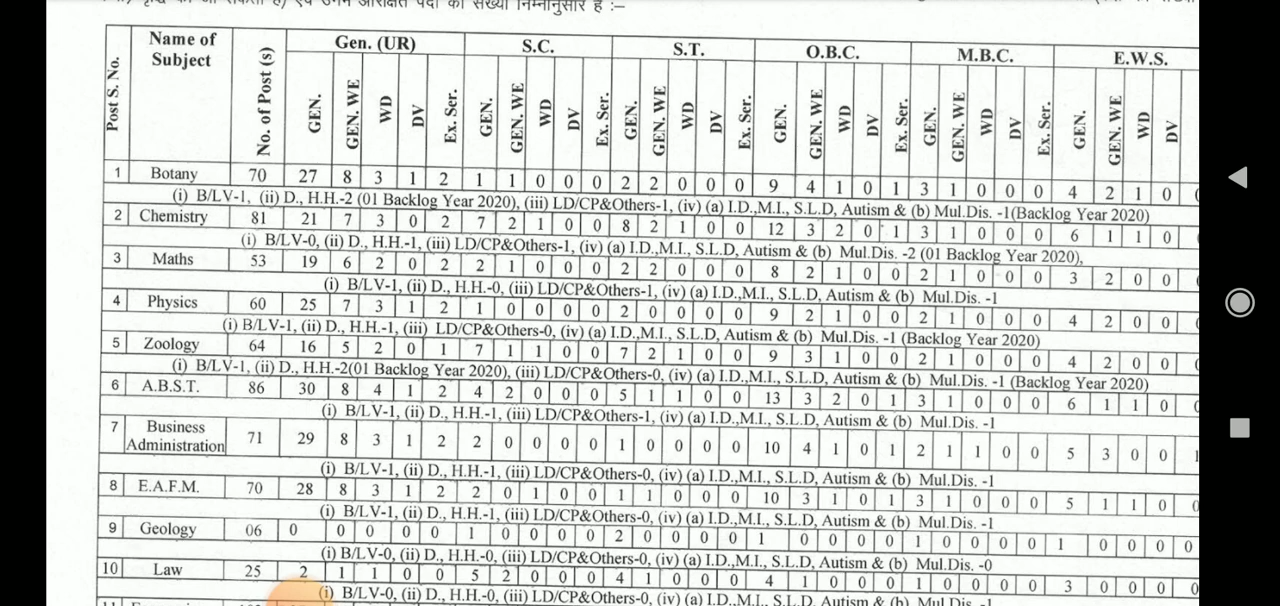 वृद्धि की जा सकती है) एवं उनमें आरक्षित पदों की संख्या निम्नानुसार है :–
Post S. No. Name of Subject No. of Post (s) Gen. (UR) S.C. S.T. O.B.C. M.B.C. E.W.S.
GEN. GEN. WE WD DV Ex. Ser. GEN. GEN. WE WD DV Ex. Ser. GEN. GEN. WE WD DV Ex. Ser. GEN. GEN. WE WD DV Ex. Ser. GEN. GEN. WE WD DV Ex. Ser. GEN. GEN. WE WD DV
1 Botany 70 27 8 3 1 2 1 1 0 0 0 2 2 0 0 0 9 4 1 0 1 3 1 0 0 0 4 2 1 0
(i) B/LV-1, (ii) D., H.H.-2 (01 Backlog Year 2020), (iii) LD/CP&Others-1, (iv) (a) I.D.,M.I., S.L.D, Autism & (b) Mul.Dis. -1(Backlog Year 2020)
2 Chemistry 81 21 7 3 0 2 7 2 1 0 0 8 2 1 0 0 12 3 2 0 1 3 1 0 0 0 6 1 1 0
(i) B/LV-0, (ii) D., H.H.-1, (iii) LD/CP&Others-1, (iv) (a) I.D.,M.I., S.L.D, Autism & (b) Mul.Dis. -2 (01 Backlog Year 2020),
3 Maths 53 19 6 2 0 2 2 1 0 0 0 2 2 0 0 0 8 2 1 0 0 2 1 0 0 0 3 2 0 0
(i) B/LV-1, (ii) D., H.H.-0, (iii) LD/CP&Others-1, (iv) (a) I.D.,M.I., S.L.D, Autism & (b) Mul.Dis. -1
4 Physics 60 25 7 3 1 2 1 0 0 0 0 2 0 0 0 0 9 2 1 0 0 2 1 0 0 0 4 2 0 0
(i) B/LV-1, (ii) D., H.H.-1, (iii) LD/CP&Others-0, (iv) (a) I.D.,M.I., S.L.D, Autism & (b) Mul.Dis. -1 (Backlog Year 2020)
5 Zoology 64 16 5 2 0 1 7 1 1 0 0 7 2 1 0 0 9 3 1 0 0 2 1 0 0 0 4 2 0 0
(i) B/LV-1, (ii) D., H.H.-2(01 Backlog Year 2020), (iii) LD/CP&Others-0, (iv) (a) I.D.,M.I., S.L.D, Autism & (b) Mul.Dis. -1 (Backlog Year 2020)
6 A.B.S.T. 86 30 8 4 1 2 4 2 0 0 0 5 1 1 0 0 13 3 2 0 1 3 1 0 0 0 6 1 1 0
(i) B/LV-1, (ii) D., H.H.-1, (iii) LD/CP&Others-1, (iv) (a) I.D.,M.I., S.L.D, Autism & (b) Mul.Dis. -1
7 Business Administration 71 29 8 3 1 2 2 0 0 0 0 1 0 0 0 0 10 4 1 0 1 2 1 1 0 0 5 3 0 0 1
(i) B/LV-1, (ii) D., H.H.-1, (iii) LD/CP&Others-0, (iv) (a) I.D.,M.I., S.L.D, Autism & (b) Mul.Dis. -1
8 E.A.F.M. 70 28 8 3 1 2 2 0 1 0 0 1 1 0 0 0 10 3 1 0 1 3 1 0 0 0 5 1 1 0
(i) B/LV-1, (ii) D., H.H.-1, (iii) LD/CP&Others-0, (iv) (a) I.D.,M.I., S.L.D, Autism & (b) Mul.Dis. -1
9 Geology 06 0 0 0 0 0 1 0 0 0 0 2 0 0 0 0 1 0 0 0 0 1 0 0 0 0 1 0 0 0 0
(i) B/LV-0, (ii) D., H.H.-0, (iii) LD/CP&Others-0, (iv) (a) I.D.,M.I., S.L.D, Autism & (b) Mul.Dis. -0
10 Law 25 2 1 1 0 0 5 2 0 0 0 4 1 0 0 0 4 1 0 0 0 1 0 0 0 0 3 0 0 0 0
(i) B/LV-0, (ii) D., H.H.-0, (iii) LD/CP&Others-0, (iv) (a) I.D.,M.I., S.L.D, Autism & (b) Mul.Dis. -1
11